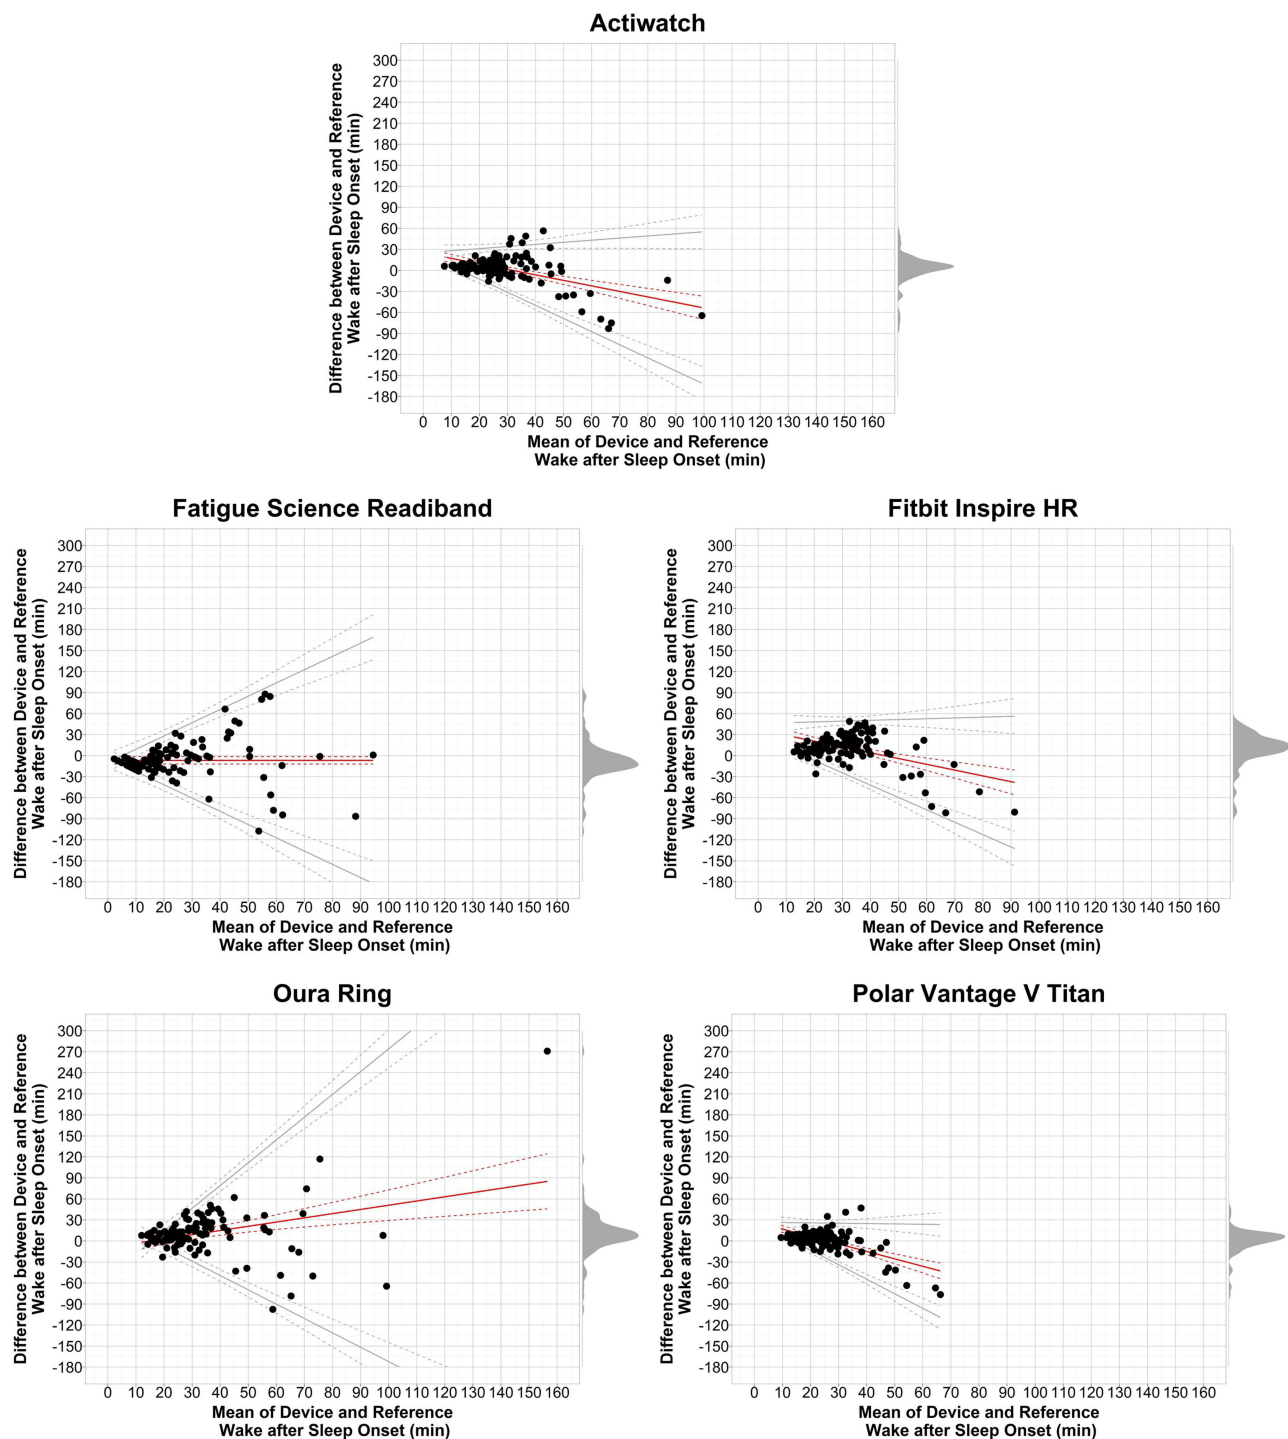 Actiwatch
Difference between Device and Reference
Wake after Sleep Onset (min)
300
270
240
210
180
150
120
90
60
30
0
-30
-60
-90
-120
-150
-180
0 10 20 30 40 50 60 70 80 90 100 110 120 130 140 150 160
Mean of Device and Reference
Wake after Sleep Onset (min)
Fatigue Science Readiband
Difference between Device and Reference
Wake after Sleep Onset (min)
300
270
240
210
180
150
120
90
60
30
0
-30
-60
-90
-120
-150
-180
0 10 20 30 40 50 60 70 80 90 100 110 120 130 140 150 160
Mean of Device and Reference
Wake after Sleep Onset (min)
Fitbit Inspire HR
Difference between Device and Reference
Wake after Sleep Onset (min)
300
270
240
210
180
150
120
90
60
30
0
-30
-60
-90
-120
-150
-180
0 10 20 30 40 50 60 70 80 90 100 110 120 130 140 150 160
Mean of Device and Reference
Wake after Sleep Onset (min)
Oura Ring
Difference between Device and Reference
Wake after Sleep Onset (min)
300
270
240
210
180
150
120
90
60
30
0
-30
-60
-90
-120
-150
-180
0 10 20 30 40 50 60 70 80 90 100 110 120 130 140 150 160
Mean of Device and Reference
Wake after Sleep Onset (min)
Polar Vantage V Titan
Difference between Device and Reference
Wake after Sleep Onset (min)
300
270
240
210
180
150
120
90
60
30
0
-30
-60
-90
-120
-150
-180
0 10 20 30 40 50 60 70 80 90 100 110 120 130 140 150 160
Mean of Device and Reference
Wake after Sleep Onset (min)